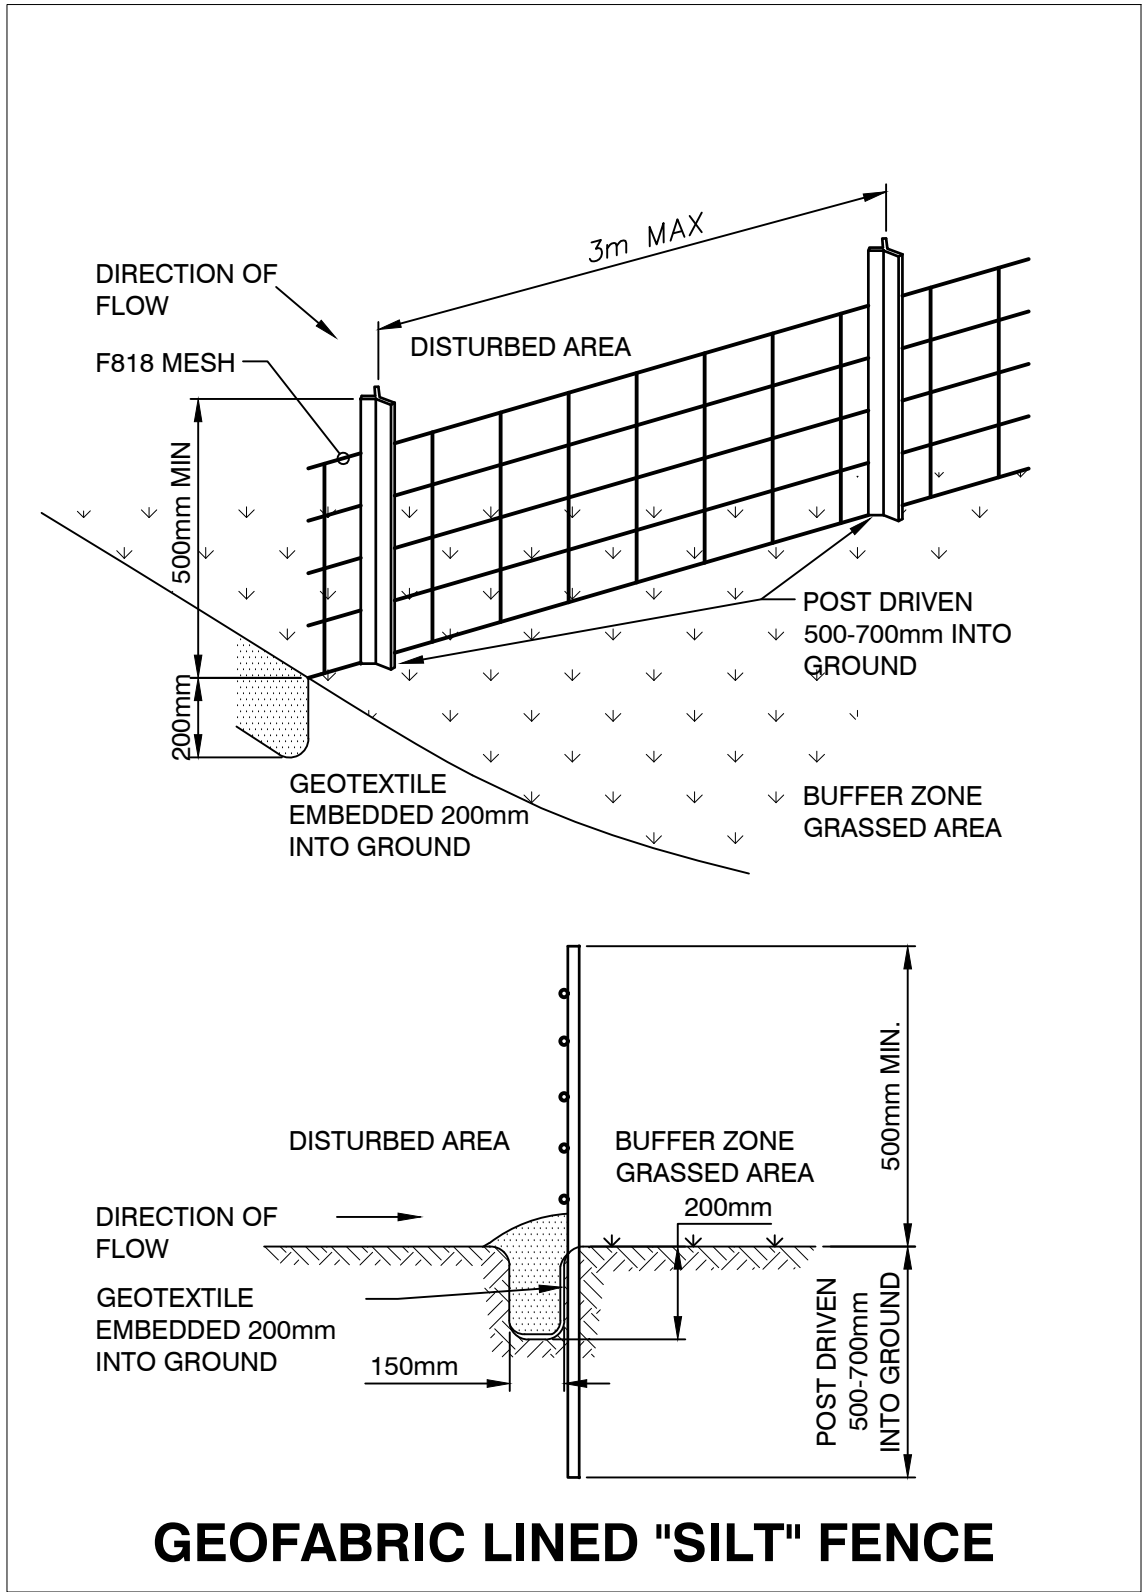 3m MAX
DIRECTION OF
FLOW
DISTURBED AREA
F818 MESH
500mm MIN
200mm
POST DRIVEN
500-700mm INTO
GROUND
GEOTEXTILE
EMBEDDED 200mm
INTO GROUND
BUFFER ZONE
GRASSED AREA
500mm MIN.
DISTURBED AREA
BUFFER ZONE
GRASSED AREA
200mm
DIRECTION OF
FLOW
GEOTEXTILE
EMBEDDED 200mm
INTO GROUND
150mm
POST DRIVEN
500-700mm
INTO GROUND
GEOFABRIC LINED "SILT" FENCE